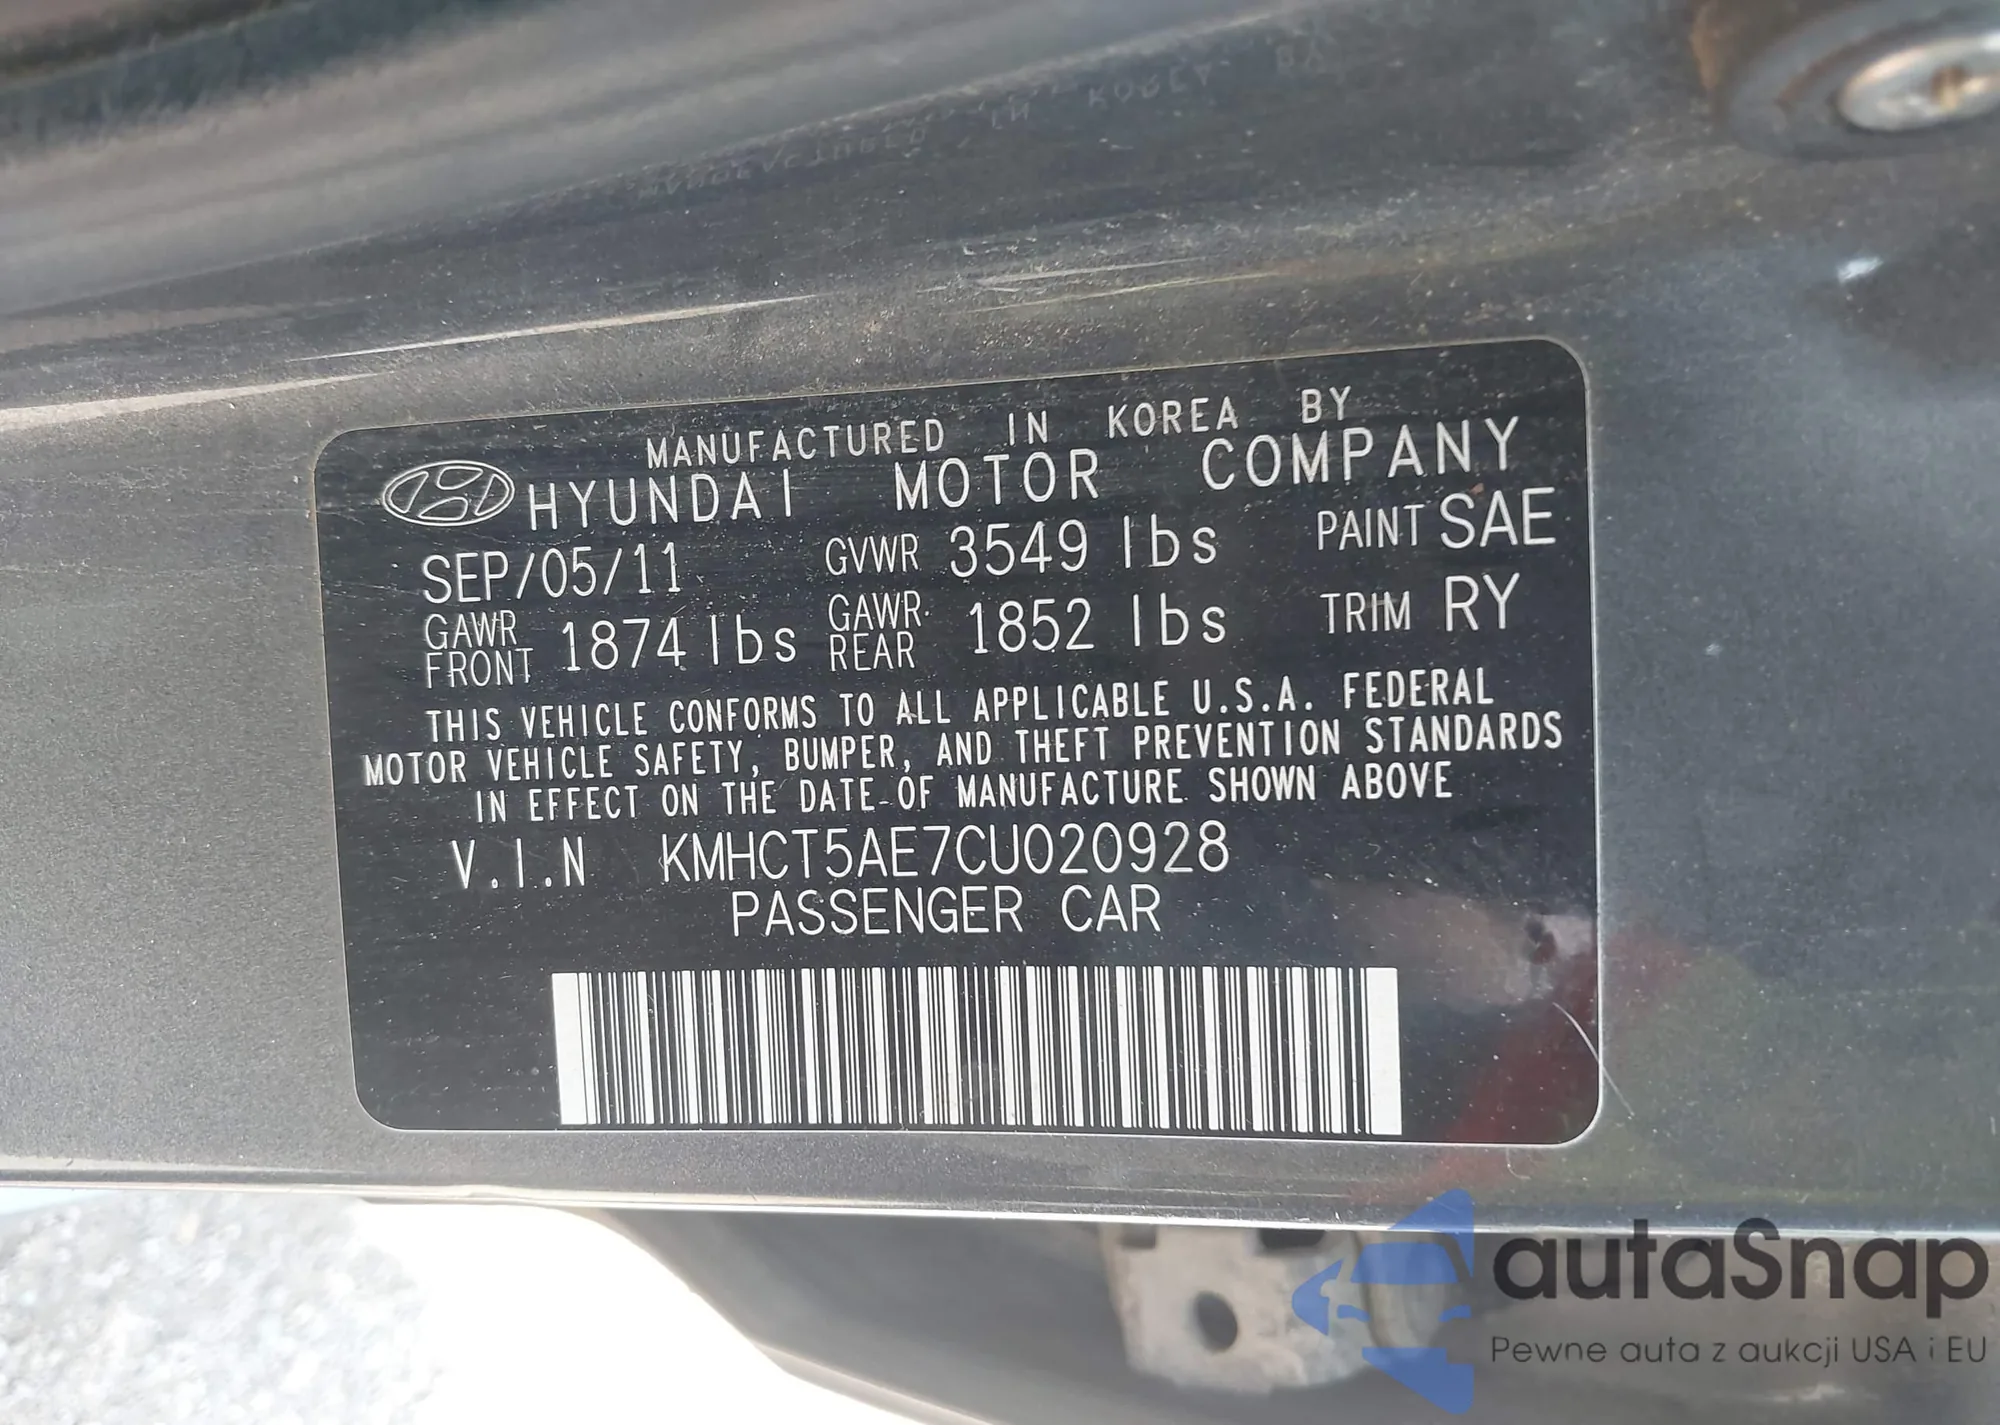 MANUFACTURED IN KOREA BY
HYUNDAI MOTOR COMPANY
SEP/05/11 GVWR 3549 lbs PAINT SAE
GAWR FRONT 1874 lbs GAWR REAR 1852 lbs TRIM RY
THIS VEHICLE CONFORMS TO ALL APPLICABLE U.S.A. FEDERAL
MOTOR VEHICLE SAFETY, BUMPER, AND THEFT PREVENTION STANDARDS
IN EFFECT ON THE DATE OF MANUFACTURE SHOWN ABOVE
V.I.N KMHCT5AE7CU020928
PASSENGER CAR
autaSnap
Pewne auta z aukcji USA i EU